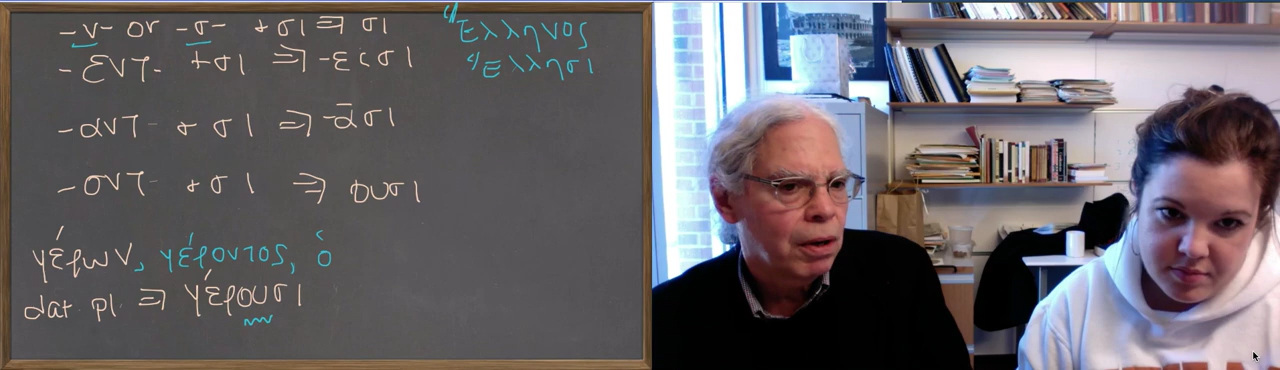 -ν- or -σ- + σι ⇒ σι
-εντ- + σι ⇒ -εισι
-αντ- + σι ⇒ -ᾱσι
-οντ- + σι ⇒ ουσι
γέρων, γέροντος, ὁ
dat. pl. ⇒ γέρουσι
Ἕλληνος
Ἕλλησι